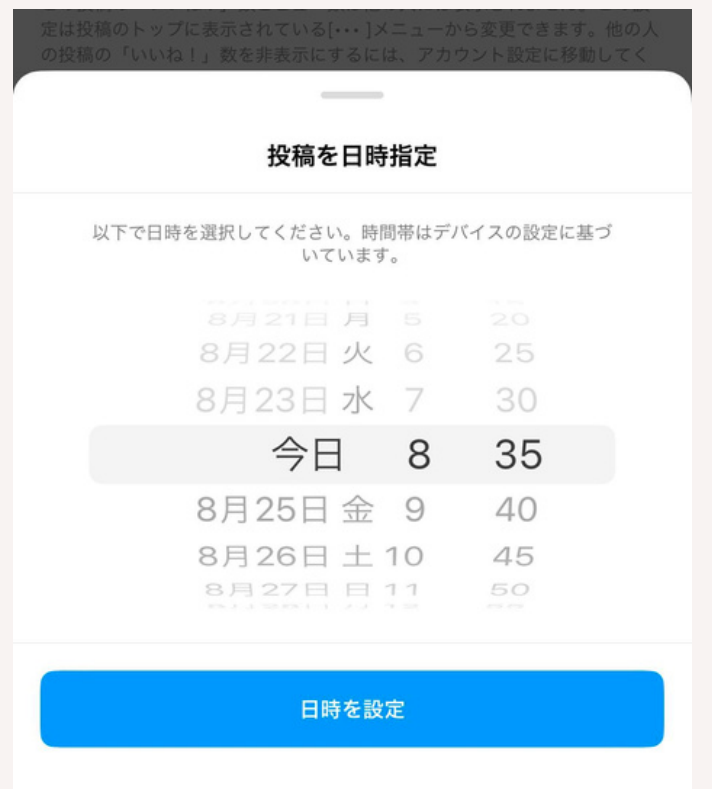 定は投稿のトップに表示されている[••• ]メニューから変更できます。他の人
の投稿の「いいね！」数を非表示にするには、アカウント設定に移動してく
投稿を日時指定
以下で日時を選択してください。時間帯はデバイスの設定に基づ
いています。
8月21日 月 5 20
8月22日 火 6 25
8月23日 水 7 30
今日 8 35
8月25日 金 9 40
8月26日 土 10 45
8月27日 日 11 50
日時を設定